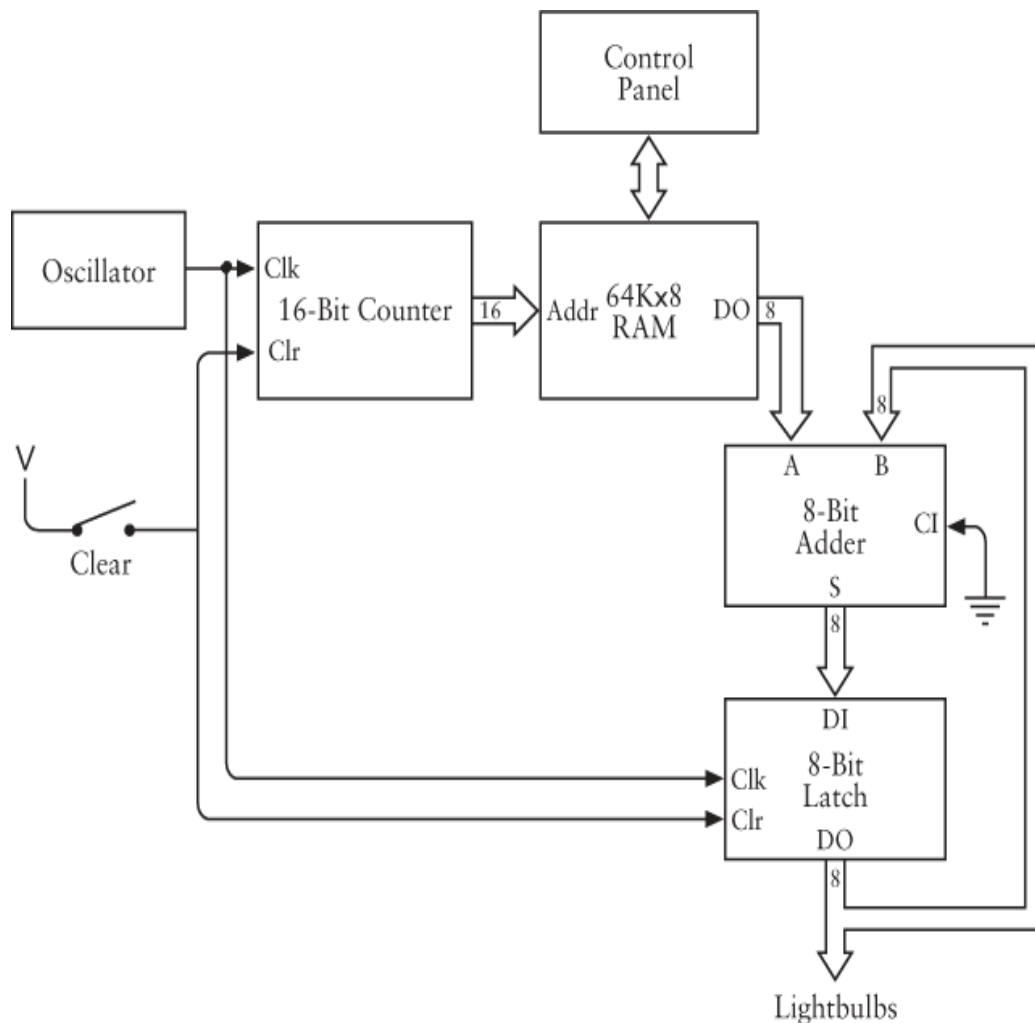 Control
Panel
Oscillator
Clk
16-Bit Counter
Clr
16
Addr
64Kx8
RAM
DO
8
8
V
Clear
A
B
8-Bit
Adder
CI
S
8
DI
8-Bit
Latch
Clk
Clr
DO
8
Lightbulbs